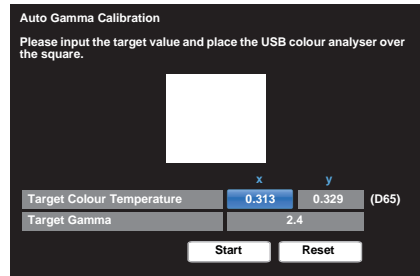 Auto Gamma Calibration
Please input the target value and place the USB colour analyser over
the square.
x y
Target Colour Temperature 0.313 0.329 (D65)
Target Gamma 2.4
Start Reset